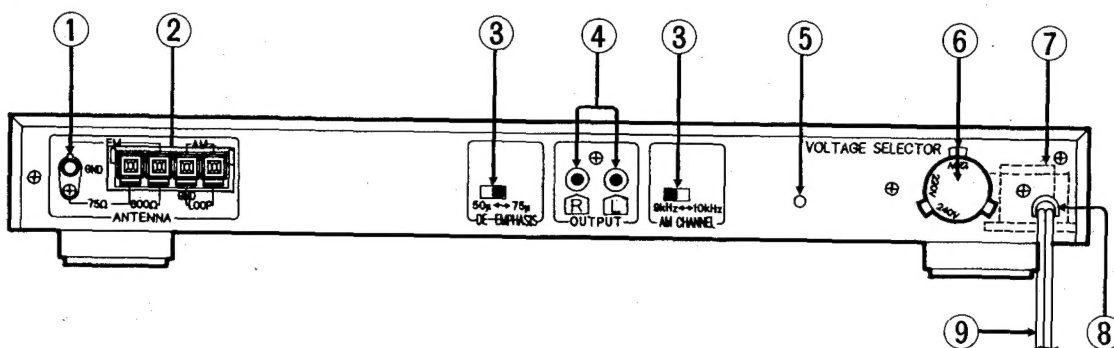 ① ② ③ ④ ③ ⑤ ⑥ ⑦
FM AM
GND
75Ω 300Ω GND LOOP
ANTENNA
50μ ↔ 75μ
DE-EMPHASIS
R L
OUTPUT
9kHz ↔ 10kHz
AM CHANNEL
VOLTAGE SELECTOR
240V
⑨ ⑧